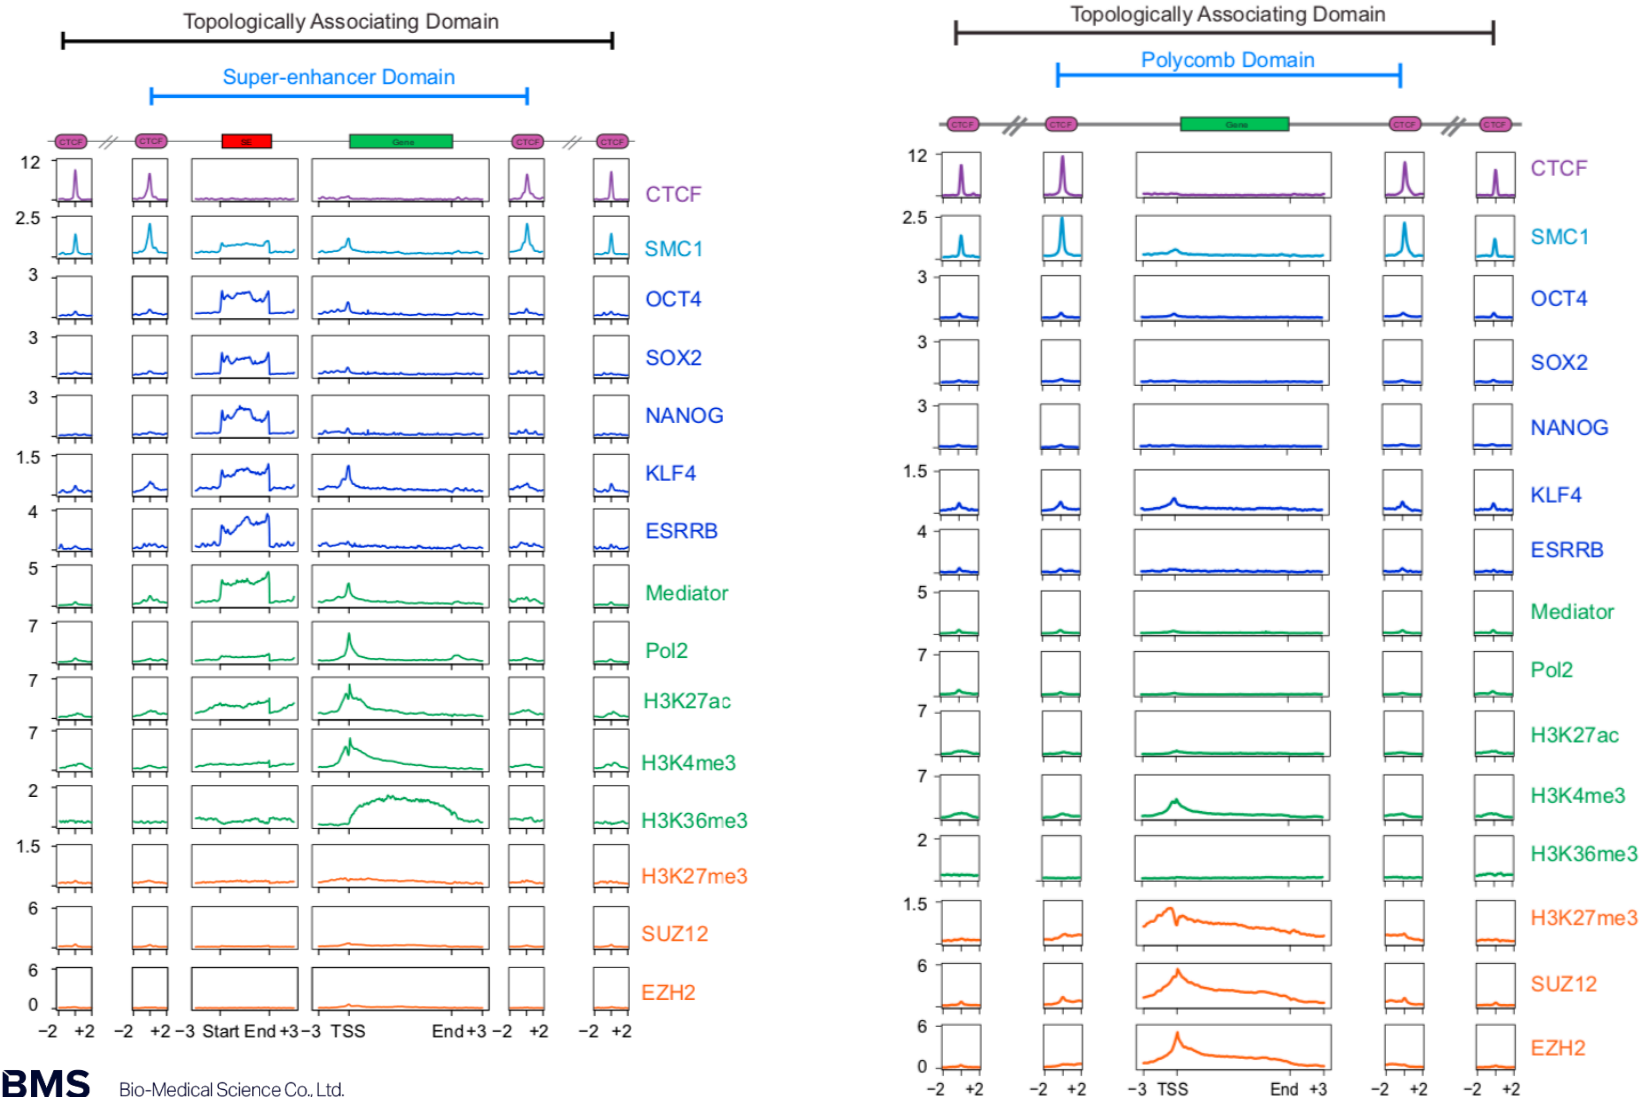 Topologically Associating Domain
Super-enhancer Domain
CTCF CTCF SE Gene CTCF CTCF
12 CTCF
2.5 SMC1
3 OCT4
3 SOX2
3 NANOG
1.5 KLF4
4 ESRRB
5 Mediator
7 Pol2
7 H3K27ac
7 H3K4me3
2 H3K36me3
1.5 H3K27me3
6 SUZ12
6 EZH2
0
−2 +2 −2 +2 −3 Start End +3 −3 TSS End +3 −2 +2 −2 +2
BMS Bio-Medical Science Co., Ltd.
Topologically Associating Domain
Polycomb Domain
CTCF CTCF Gene CTCF CTCF
12 CTCF
2.5 SMC1
3 OCT4
3 SOX2
3 NANOG
1.5 KLF4
4 ESRRB
5 Mediator
7 Pol2
7 H3K27ac
7 H3K4me3
2 H3K36me3
1.5 H3K27me3
6 SUZ12
6 EZH2
0
−2 +2 −2 +2 −3 TSS End +3 −2 +2 −2 +2